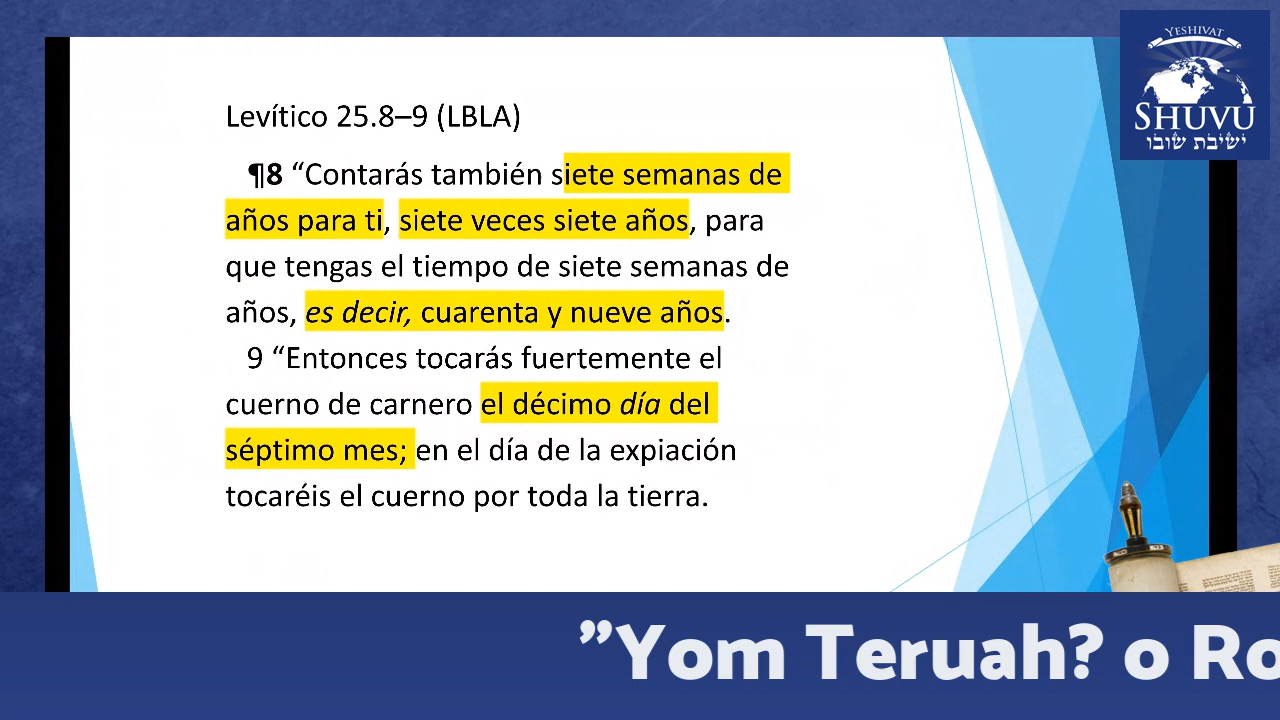 YESHIVAT
SHUVU
ישיבת שובו
Levítico 25.8–9 (LBLA)
¶8 “Contarás también siete semanas de
años para ti, siete veces siete años, para
que tengas el tiempo de siete semanas de
años, es decir, cuarenta y nueve años.
9 “Entonces tocarás fuertemente el
cuerno de carnero el décimo día del
séptimo mes; en el día de la expiación
tocaréis el cuerno por toda la tierra.
”Yom Teruah? o Ro